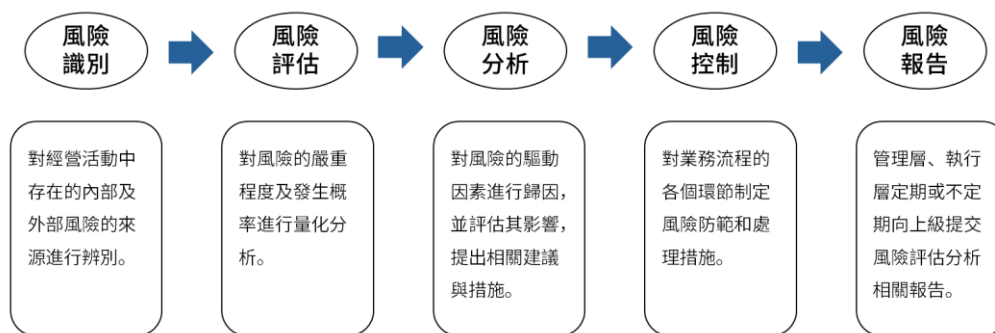 風險
識別
風險
評估
風險
分析
風險
控制
風險
報告
對經營活動中
存在的內部及
外部風險的來
源進行辨別。
對風險的嚴重
程度及發生概
率進行量化分
析。
對風險的驅動
因素進行歸因，
並評估其影響，
提出相關建議
與措施。
對業務流程的
各個環節制定
風險防範和處
理措施。
管理層、執行
層定期或不定
期向上級提交
風險評估分析
相關報告。